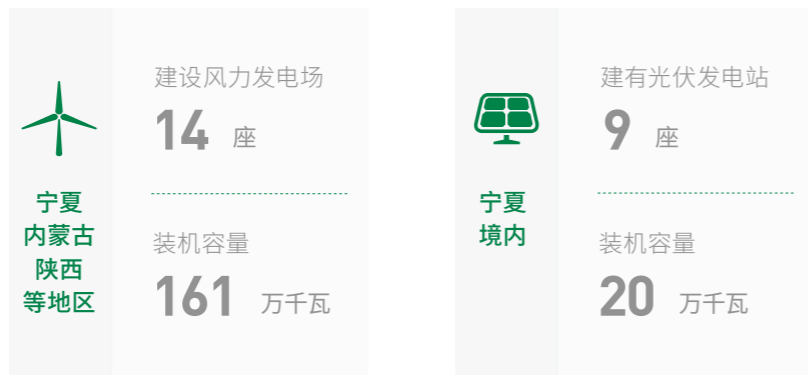 宁夏
内蒙古
陕西
等地区
建设风力发电场
14 座
装机容量
161 万千瓦
宁夏
境内
建有光伏发电站
9 座
装机容量
20 万千瓦